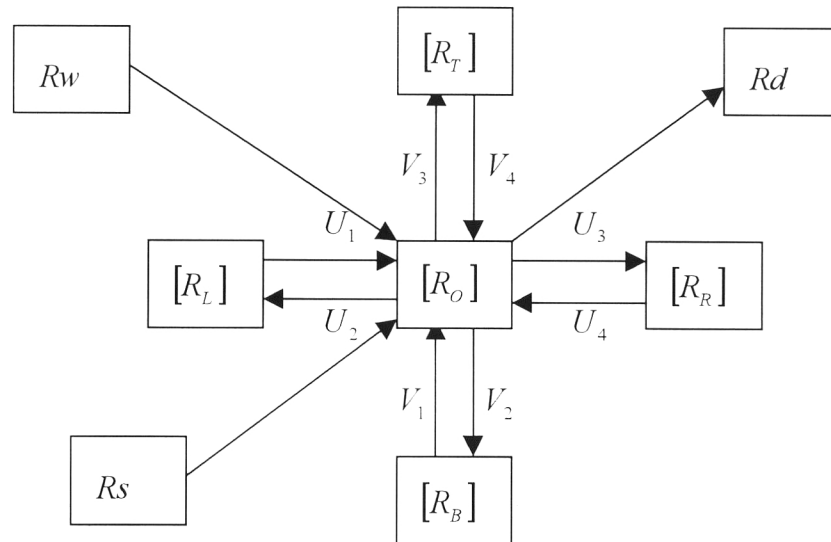 [R_T]
Rw
Rd
V_3
V_4
U_1
U_3
[R_L]
[R_O]
[R_R]
U_2
U_4
V_1
V_2
Rs
[R_B]